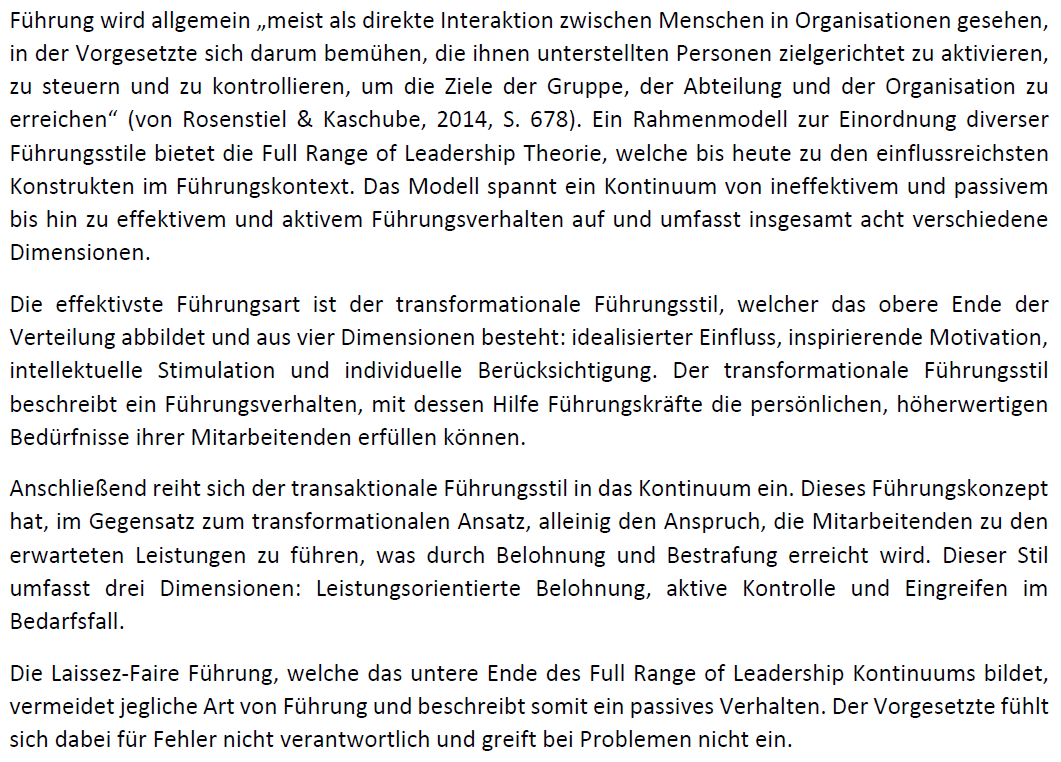 Führung wird allgemein „meist als direkte Interaktion zwischen Menschen in Organisationen gesehen,
in der Vorgesetzte sich darum bemühen, die ihnen unterstellten Personen zielgerichtet zu aktivieren,
zu steuern und zu kontrollieren, um die Ziele der Gruppe, der Abteilung und der Organisation zu
erreichen“ (von Rosenstiel & Kaschube, 2014, S. 678). Ein Rahmenmodell zur Einordnung diverser
Führungsstile bietet die Full Range of Leadership Theorie, welche bis heute zu den einflussreichsten
Konstrukten im Führungskontext. Das Modell spannt ein Kontinuum von ineffektivem und passivem
bis hin zu effektivem und aktivem Führungsverhalten auf und umfasst insgesamt acht verschiedene
Dimensionen.
Die effektivste Führungsart ist der transformationale Führungsstil, welcher das obere Ende der
Verteilung abbildet und aus vier Dimensionen besteht: idealisierter Einfluss, inspirierende Motivation,
intellektuelle Stimulation und individuelle Berücksichtigung. Der transformationale Führungsstil
beschreibt ein Führungsverhalten, mit dessen Hilfe Führungskräfte die persönlichen, höherwertigen
Bedürfnisse ihrer Mitarbeitenden erfüllen können.
Anschließend reiht sich der transaktionale Führungsstil in das Kontinuum ein. Dieses Führungskonzept
hat, im Gegensatz zum transformationalen Ansatz, alleinig den Anspruch, die Mitarbeitenden zu den
erwarteten Leistungen zu führen, was durch Belohnung und Bestrafung erreicht wird. Dieser Stil
umfasst drei Dimensionen: Leistungsorientierte Belohnung, aktive Kontrolle und Eingreifen im
Bedarfsfall.
Die Laissez-Faire Führung, welche das untere Ende des Full Range of Leadership Kontinuums bildet,
vermeidet jegliche Art von Führung und beschreibt somit ein passives Verhalten. Der Vorgesetzte fühlt
sich dabei für Fehler nicht verantwortlich und greift bei Problemen nicht ein.